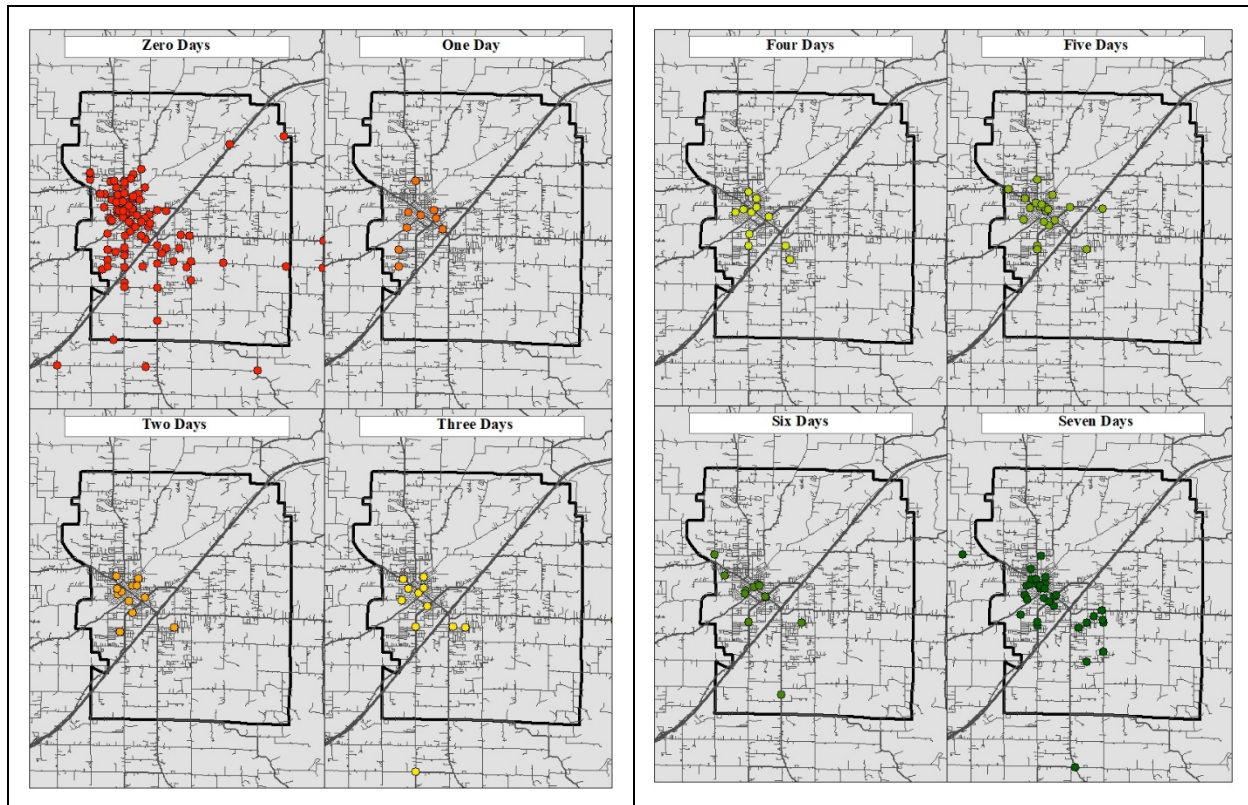 Zero Days
One Day
Two Days
Three Days
Four Days
Five Days
Six Days
Seven Days